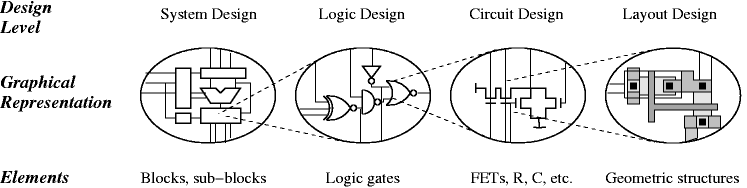 Design Level
System Design
Logic Design
Circuit Design
Layout Design
Graphical Representation
Elements
Blocks, sub−blocks
Logic gates
FETs, R, C, etc.
Geometric structures